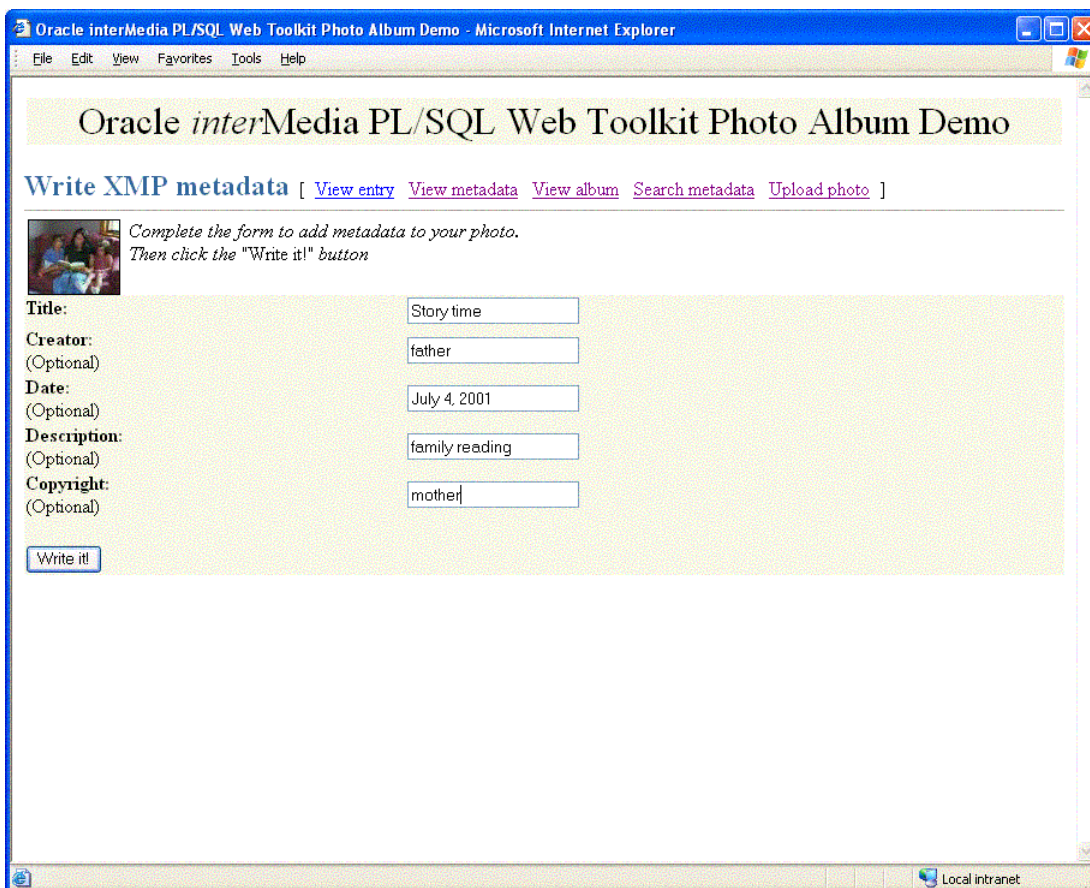 Oracle interMedia PL/SQL Web Toolkit Photo Album Demo - Microsoft Internet Explorer
File Edit View Favorites Tools Help
Oracle interMedia PL/SQL Web Toolkit Photo Album Demo
Write XMP metadata [ View entry View metadata View album Search metadata Upload photo ]
Complete the form to add metadata to your photo.
Then click the "Write it!" button
Title: Story time
Creator:
(Optional) father
Date:
(Optional) July 4, 2001
Description:
(Optional) family reading
Copyright:
(Optional) mother
Write it!
Local intranet